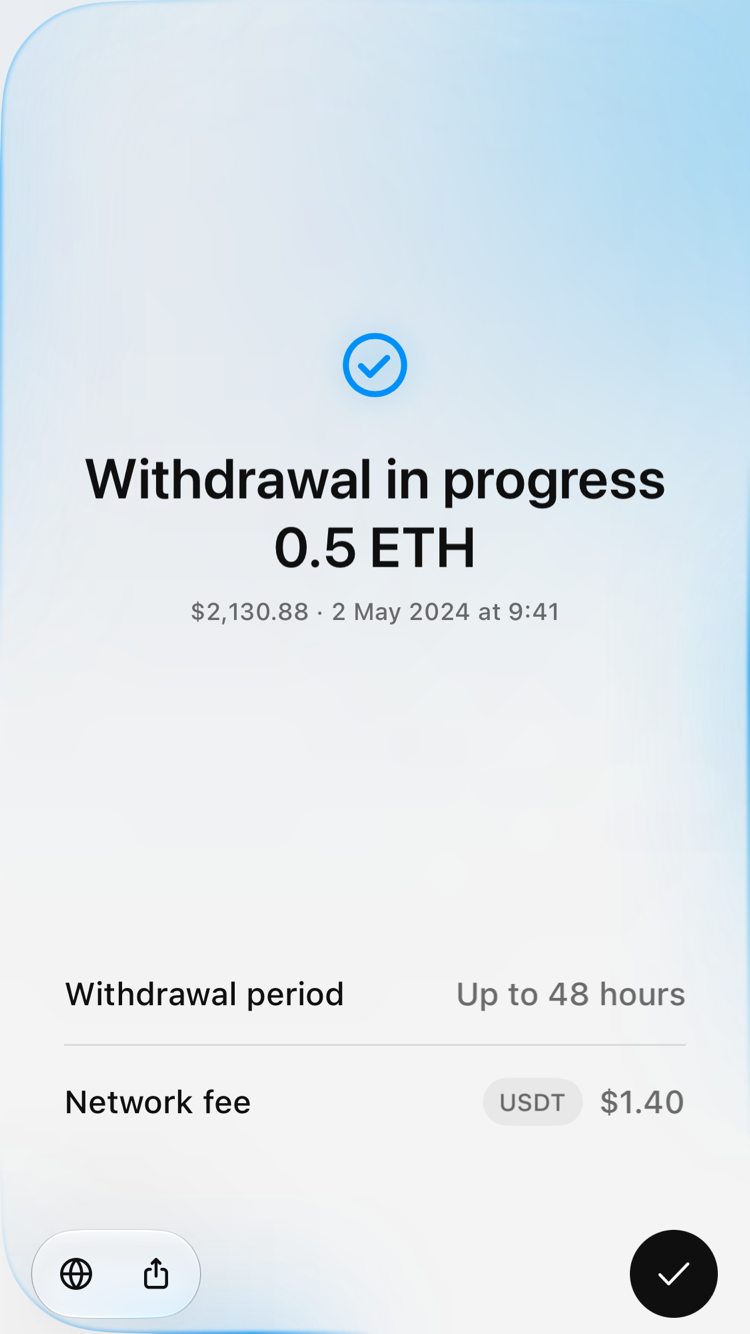 Withdrawal in progress
0.5 ETH
$2,130.88 · 2 May 2024 at 9:41
Withdrawal period Up to 48 hours
Network fee USDT $1.40